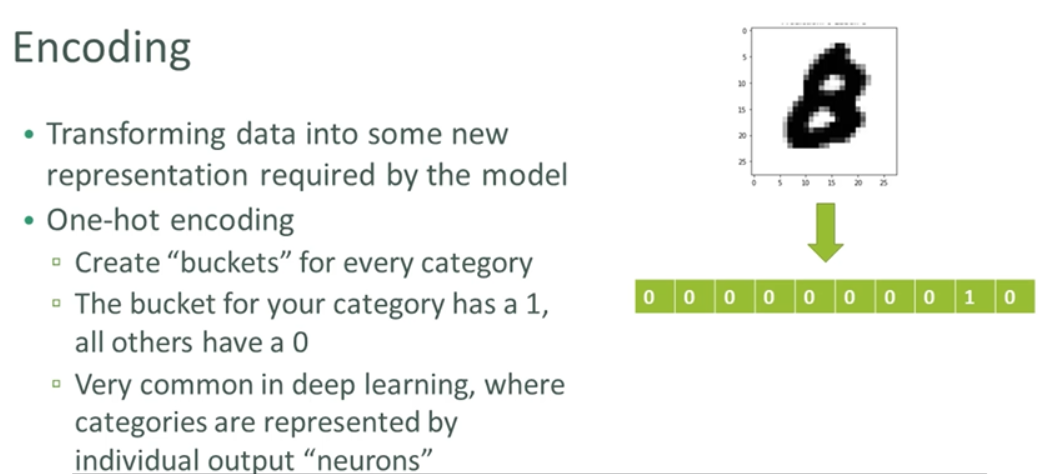 Encoding
• Transforming data into some new
representation required by the model
• One-hot encoding
▫ Create “buckets” for every category
▫ The bucket for your category has a 1,
all others have a 0
▫ Very common in deep learning, where
categories are represented by
individual output “neurons”
0
5
10
15
20
25
0 5 10 15 20 25
0 0 0 0 0 0 0 0 1 0